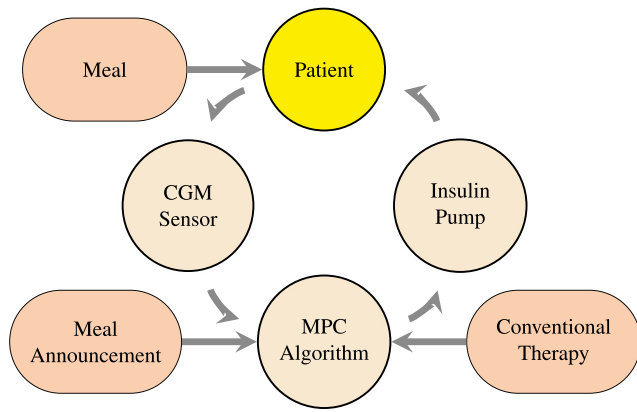 Meal
Patient
CGM
Sensor
Insulin
Pump
Meal
Announcement
MPC
Algorithm
Conventional
Therapy